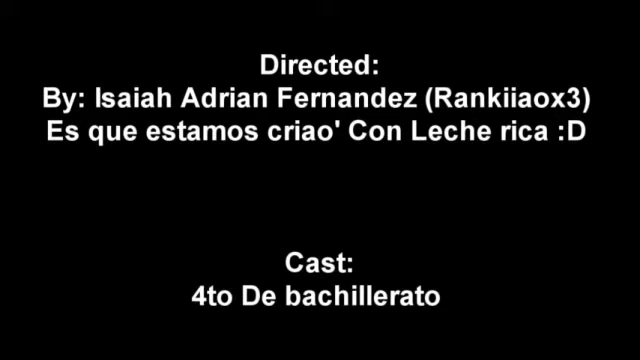 Directed:
By: Isaiah Adrian Fernandez (Rankiiaox3)
Es que estamos criao' Con Leche rica :D
Cast:
4to De bachillerato